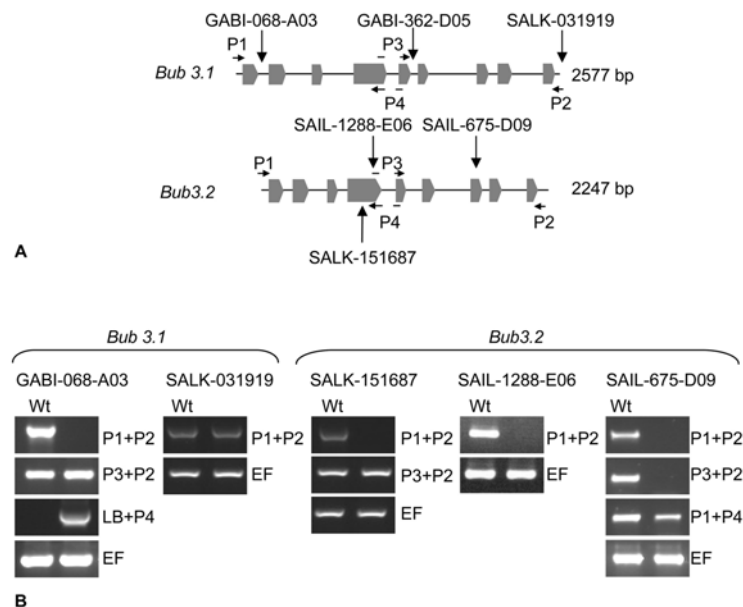 GABI-068-A03 GABI-362-D05 SALK-031919
P1 P3
Bub 3.1 2577 bp
P4 P2
SAIL-1288-E06 SAIL-675-D09
P1 P3
Bub3.2 2247 bp
P4 P2
SALK-151687
A
Bub 3.1 Bub3.2
GABI-068-A03 SALK-031919 SALK-151687 SAIL-1288-E06 SAIL-675-D09
Wt Wt Wt Wt Wt
P1+P2 P1+P2 P1+P2 P1+P2 P1+P2
P3+P2 EF P3+P2 EF P3+P2
LB+P4 EF P1+P4
EF EF
B